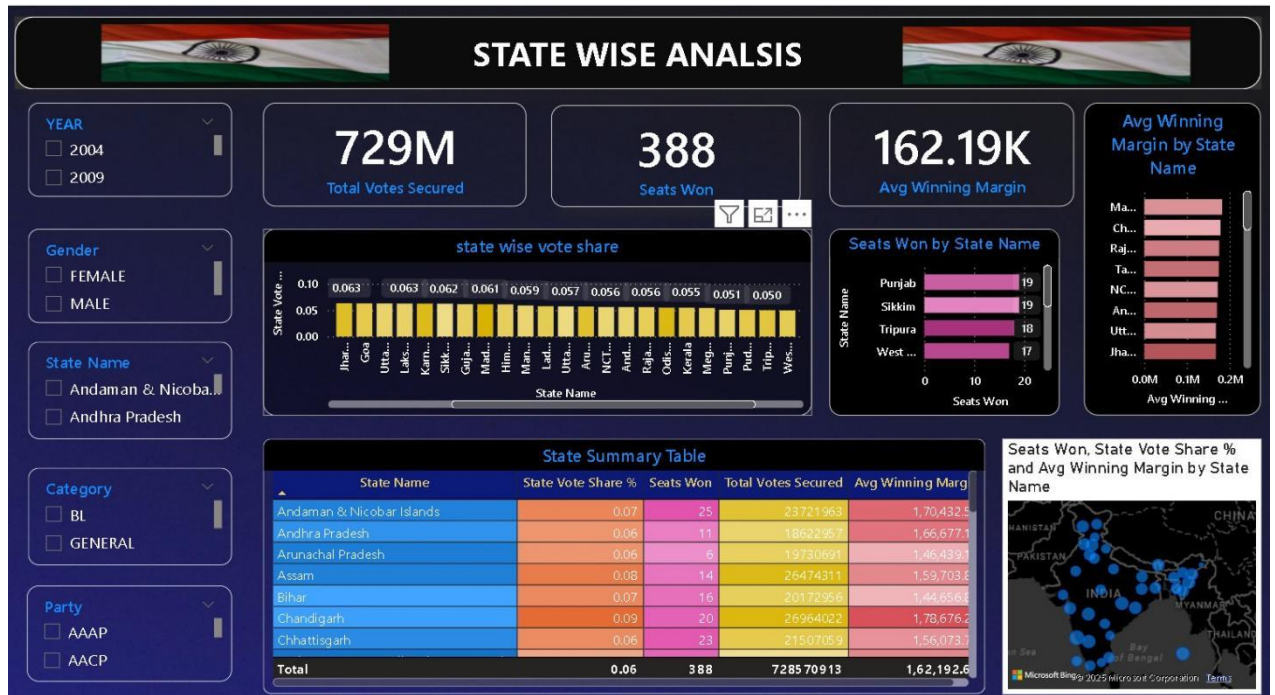 STATE WISE ANALSIS
YEAR
2004
2009
Gender
FEMALE
MALE
State Name
Andaman & Nicoba...
Andhra Pradesh
Category
BL
GENERAL
Party
AAAP
AACP
729M
Total Votes Secured
388
Seats Won
162.19K
Avg Winning Margin
state wise vote share
State Vote ...
0.10
0.05
0.00
0.063 0.063 0.062 0.061 0.059 0.057 0.056 0.056 0.055 0.051 0.050
Jhar... Goa Utta... Laks... Karn... Sikk... Guja... Mad... Him... Man... Lad... Utta... Aru... NCT... And... Raja... Odis... Kerala Meg... Punj... Pud... Trip... Wes...
State Name
Seats Won by State Name
State Name
Punjab 19
Sikkim 19
Tripura 18
West ... 17
0 10 20
Seats Won
Avg Winning
Margin by State
Name
Ma...
Ch...
Raj...
Ta...
NC...
An...
Utt...
Jha...
0.0M 0.1M 0.2M
Avg Winning ...
State Summary Table
State Name State Vote Share % Seats Won Total Votes Secured Avg Winning Marg
Andaman & Nicobar Islands 0.07 25 23721963 1,70,432.5
Andhra Pradesh 0.06 11 18622957 1,66,677.1
Arunachal Pradesh 0.06 6 19730691 1,46,439.1
Assam 0.08 14 26474311 1,59,703.8
Bihar 0.07 16 20172956 1,44,656.8
Chandigarh 0.09 20 26964022 1,78,676.2
Chhattisgarh 0.06 23 21507059 1,56,073.7
Total 0.06 388 728570913 1,62,192.6
Seats Won, State Vote Share %
and Avg Winning Margin by State
Name
CHINA
HANISTAN
PAKISTAN
INDIA
MYANMAR
THAILAND
Bay
of Bengal
an Sea
Microsoft Bing
© 2025 Microsoft Corporation Terms